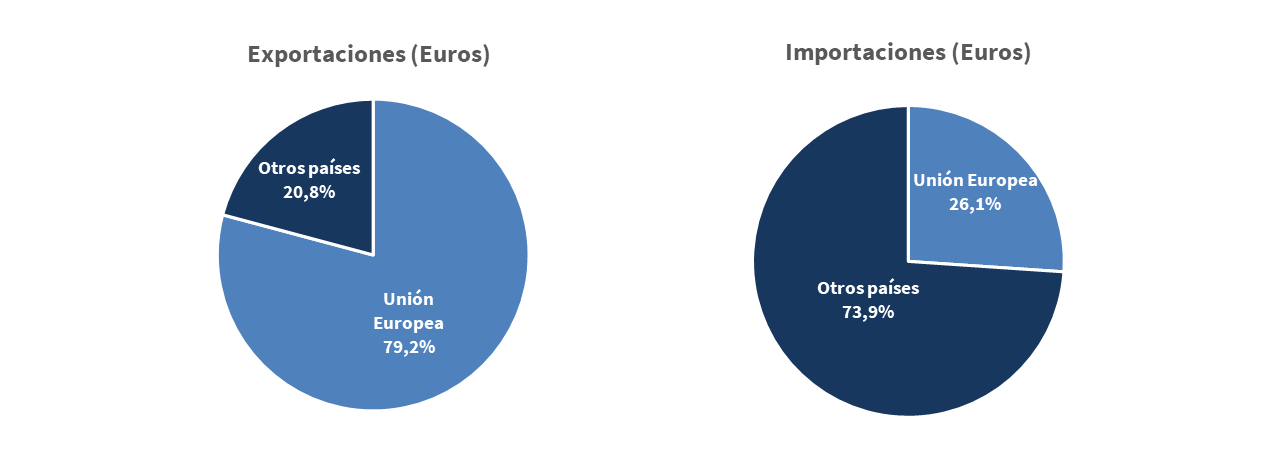 Exportaciones (Euros)
Otros países
20,8%
Unión
Europea
79,2%
Importaciones (Euros)
Unión Europea
26,1%
Otros países
73,9%